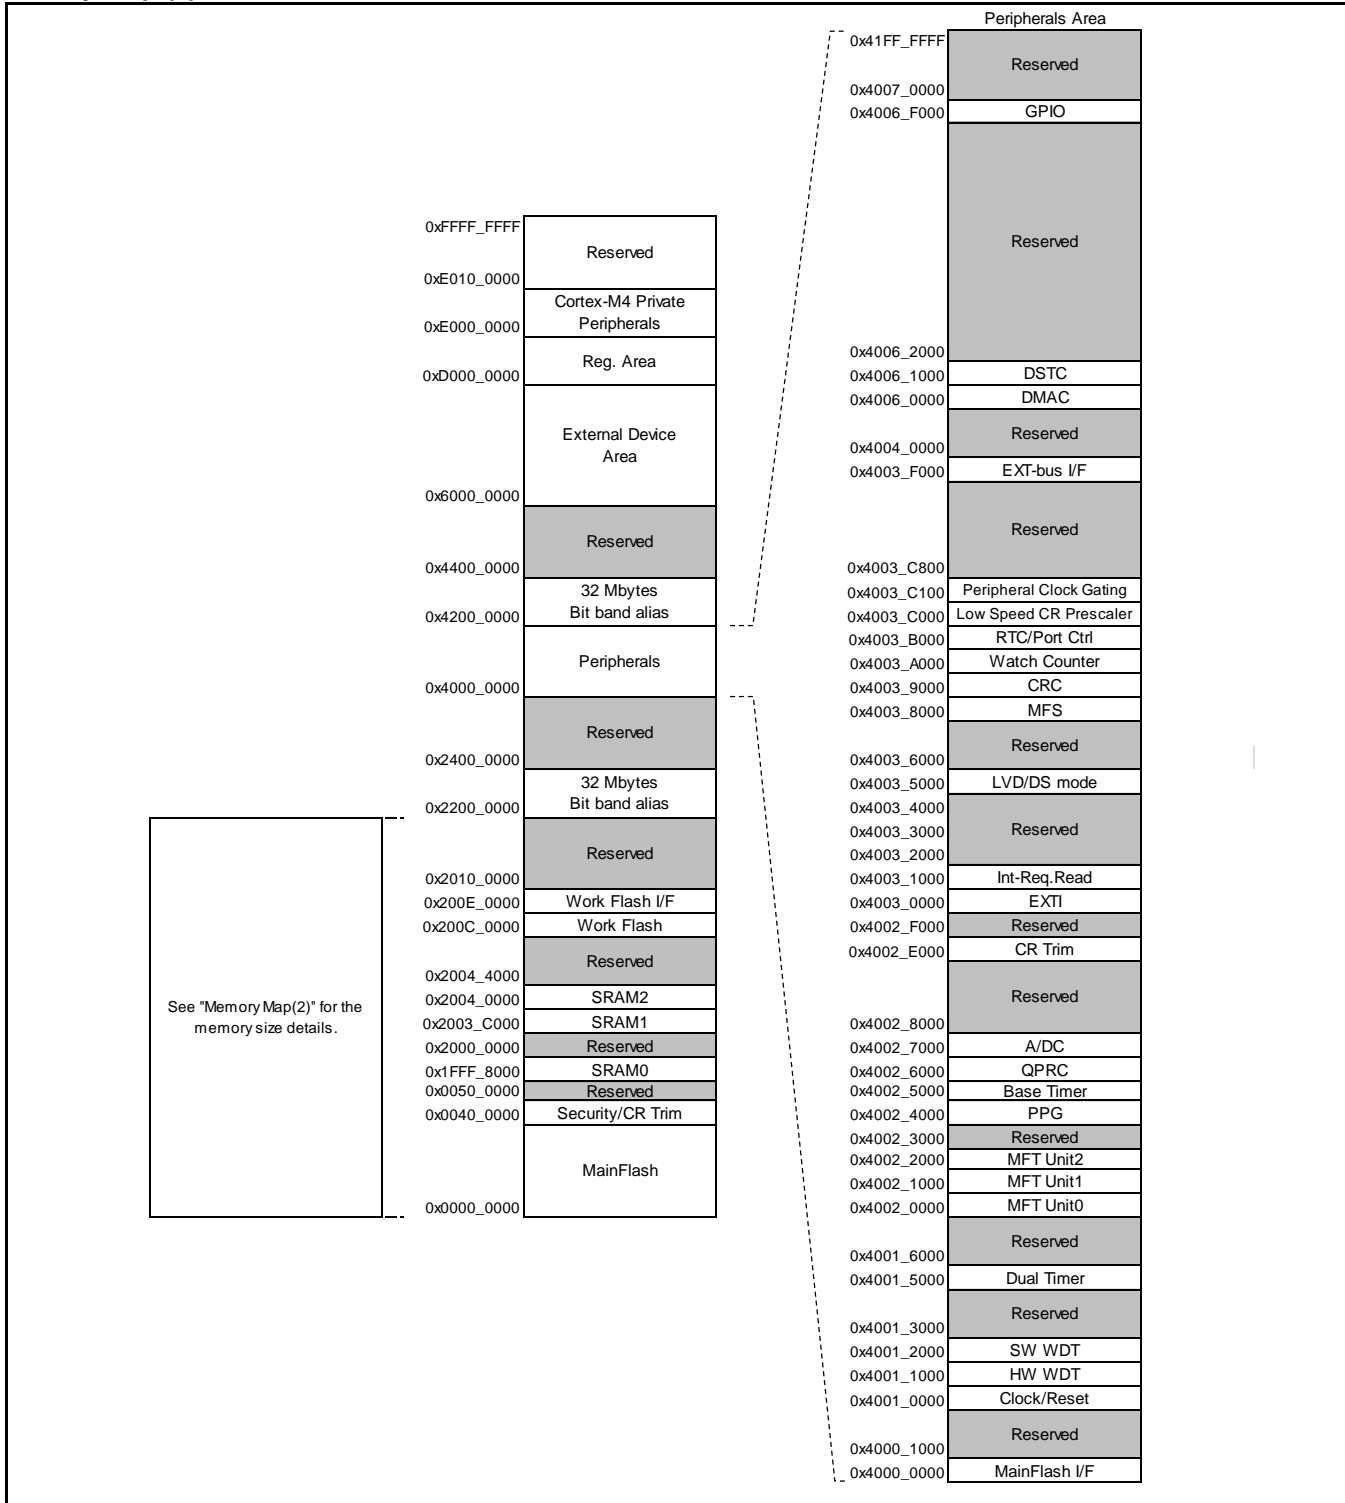 Peripherals Area
0x41FF_FFFF
Reserved
0x4007_0000
0x4006_F000
GPIO
Reserved
0x4006_2000
0x4006_1000
DSTC
0x4006_0000
DMAC
Reserved
0x4004_0000
0x4003_F000
EXT-bus I/F
Reserved
0x4003_C800
0x4003_C100
Peripheral Clock Gating
0x4003_C000
Low Speed CR Prescaler
0x4003_B000
RTC/Port Ctrl
0x4003_A000
Watch Counter
0x4003_9000
CRC
0x4003_8000
MFS
Reserved
0x4003_6000
0x4003_5000
LVD/DS mode
0x4003_4000
Reserved
0x4003_3000
0x4003_2000
0x4003_1000
Int-Req.Read
0x4003_0000
EXTI
0x4002_F000
Reserved
0x4002_E000
CR Trim
Reserved
0x4002_8000
0x4002_7000
A/DC
0x4002_6000
QPRC
0x4002_5000
Base Timer
0x4002_4000
PPG
0x4002_3000
Reserved
0x4002_2000
MFT Unit2
0x4002_1000
MFT Unit1
0x4002_0000
MFT Unit0
Reserved
0x4001_6000
0x4001_5000
Dual Timer
Reserved
0x4001_3000
0x4001_2000
SW WDT
0x4001_1000
HW WDT
0x4001_0000
Clock/Reset
Reserved
0x4000_1000
0x4000_0000
MainFlash I/F
0xFFFF_FFFF
Reserved
0xE010_0000
Cortex-M4 Private
Peripherals
0xE000_0000
Reg. Area
0xD000_0000
External Device
Area
0x6000_0000
Reserved
0x4400_0000
32 Mbytes
Bit band alias
0x4200_0000
Peripherals
0x4000_0000
Reserved
0x2400_0000
32 Mbytes
Bit band alias
0x2200_0000
Reserved
0x2010_0000
0x200E_0000
Work Flash I/F
0x200C_0000
Work Flash
Reserved
0x2004_4000
0x2004_0000
SRAM2
0x2003_C000
SRAM1
0x2000_0000
Reserved
0x1FFF_8000
SRAM0
0x0050_0000
Reserved
0x0040_0000
Security/CR Trim
MainFlash
0x0000_0000
See "Memory Map(2)" for the
memory size details.